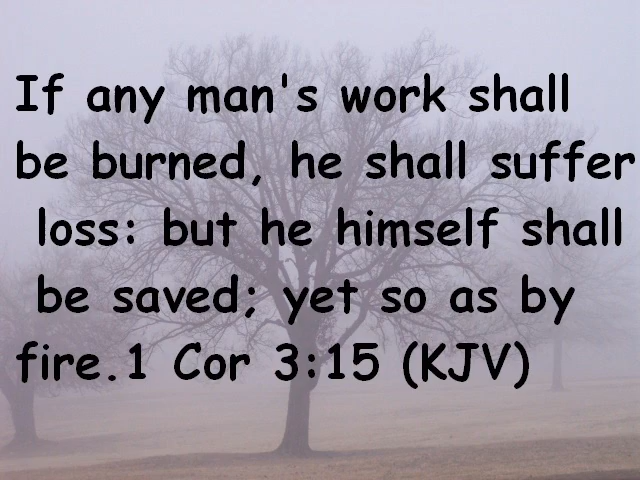 If any man's work shall
be burned, he shall suffer
loss: but he himself shall
be saved; yet so as by
fire.1 Cor 3:15 (KJV)